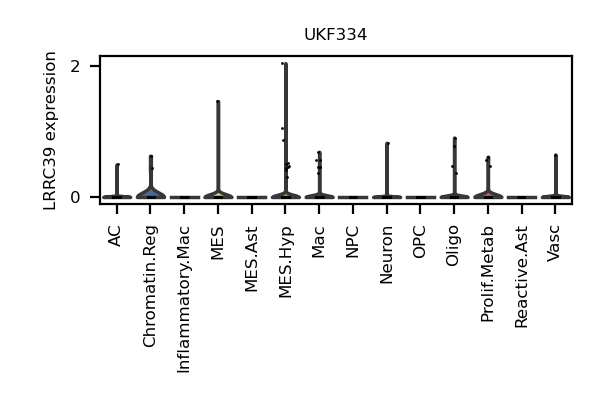 UKF334
LRRC39 expression
2
0
AC
Chromatin.Reg
Inflammatory.Mac
MES
MES.Ast
MES.Hyp
Mac
NPC
Neuron
OPC
Oligo
Prolif.Metab
Reactive.Ast
Vasc